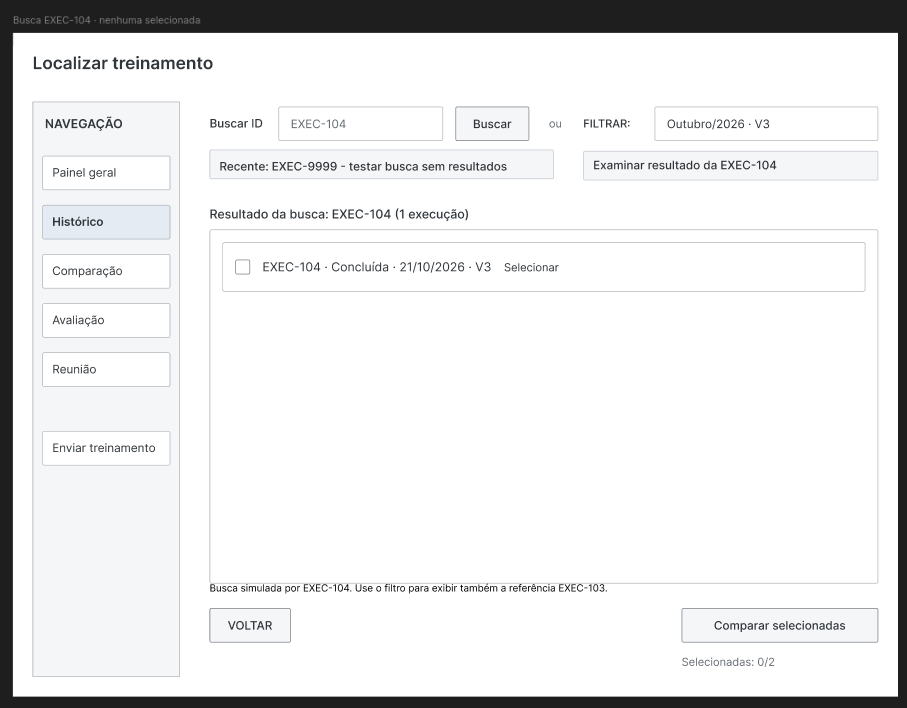 Busca EXEC-104 · nenhuma selecionada
Localizar treinamento
NAVEGAÇÃO
Painel geral
Histórico
Comparação
Avaliação
Reunião
Enviar treinamento
Buscar ID
EXEC-104
Buscar
ou
FILTRAR:
Outubro/2026 · V3
Recente: EXEC-9999 - testar busca sem resultados
Examinar resultado da EXEC-104
Resultado da busca: EXEC-104 (1 execução)
EXEC-104 · Concluída · 21/10/2026 · V3 Selecionar
Busca simulada por EXEC-104. Use o filtro para exibir também a referência EXEC-103.
VOLTAR
Comparar selecionadas
Selecionadas: 0/2